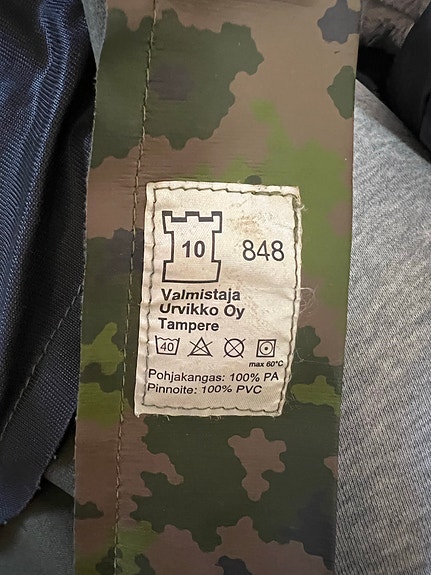 10 848
Valmistaja
Urvikko Oy
Tampere
40
max 60°C
Pohjakangas: 100% PA
Pinnoite: 100% PVC